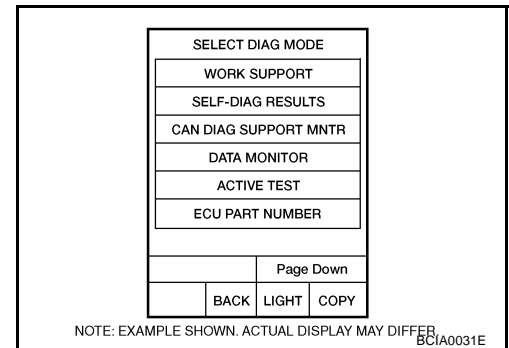 SELECT DIAG MODE
WORK SUPPORT
SELF-DIAG RESULTS
CAN DIAG SUPPORT MNTR
DATA MONITOR
ACTIVE TEST
ECU PART NUMBER
Page Down
BACK LIGHT COPY
NOTE: EXAMPLE SHOWN. ACTUAL DISPLAY MAY DIFFER.
BCIA0031E